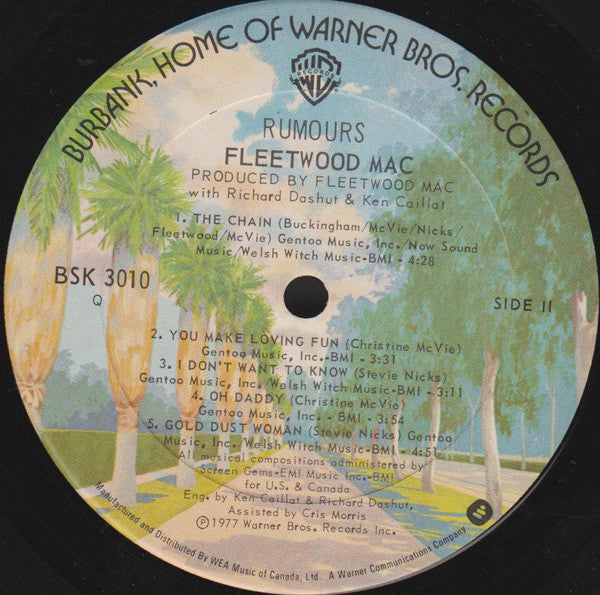 BURBANK, HOME OF WARNER BROS. RECORDS
RECORDS
RUMOURS
FLEETWOOD MAC
PRODUCED BY FLEETWOOD MAC
with Richard Dashut & Ken Caillat
1. THE CHAIN (Buckingham/McVie/Nicks/
Fleetwood/McVie) Gentoo Music, Inc./Now Sound
Music/Welsh Witch Music-BMI - 4:28
BSK 3010
Q
SIDE II
2. YOU MAKE LOVING FUN (Christine McVie)
Gentoo Music, Inc.-BMI - 3:31
3. I DON'T WANT TO KNOW (Stevie Nicks)
Gentoo Music, Inc./Welsh Witch Music-BMI - 3:11
4. OH DADDY (Christine McVie)
Gentoo Music, Inc. - BMI - 3:54
5. GOLD DUST WOMAN (Stevie Nicks) Gentoo
Music, Inc./Welsh Witch Music-BMI - 4:51
All musical compositions administered by
Screen Gems-EMI Music Inc.-BMI
for U.S. & Canada
Eng. by Ken Caillat & Richard Dashut,
Assisted by Cris Morris
Ⓟ1977 Warner Bros. Records Inc.
Manufactured and Distributed By WEA Music of Canada, Ltd. A Warner Communications Company